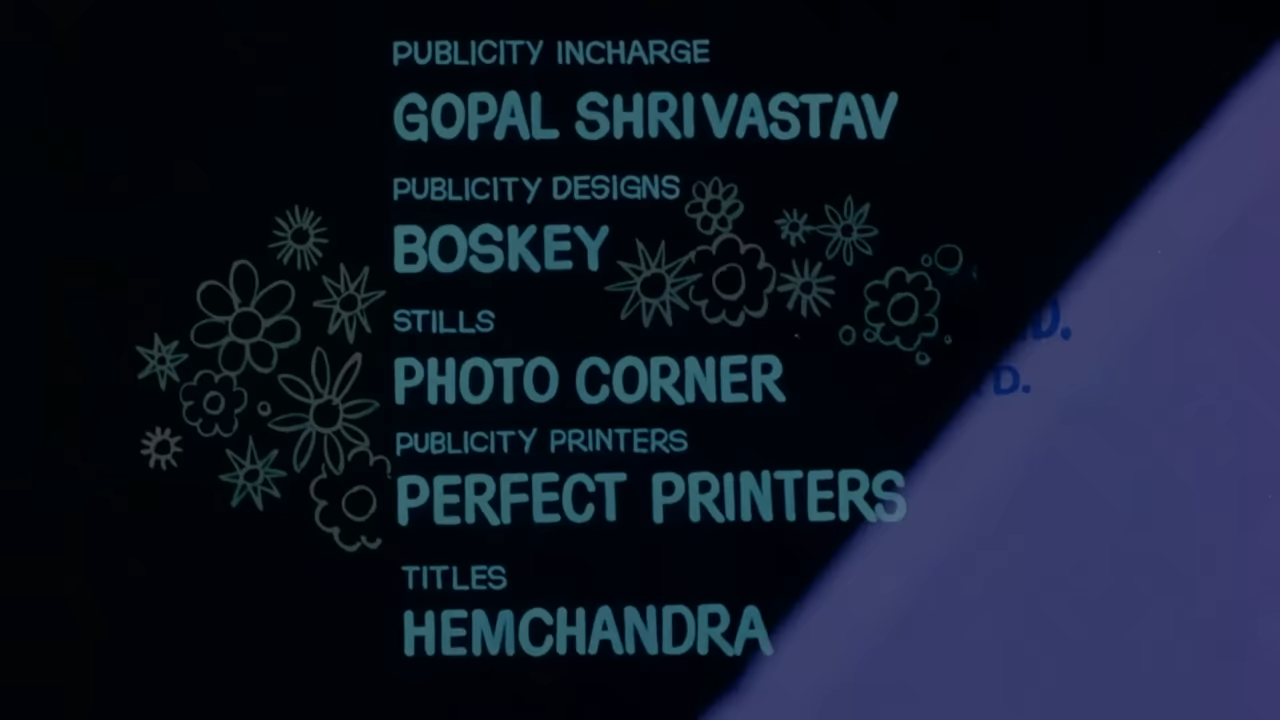 PUBLICITY INCHARGE
GOPAL SHRIVASTAV
PUBLICITY DESIGNS
BOSKEY
STILLS
PHOTO CORNER
PUBLICITY PRINTERS
PERFECT PRINTERS
TITLES
HEMCHANDRA